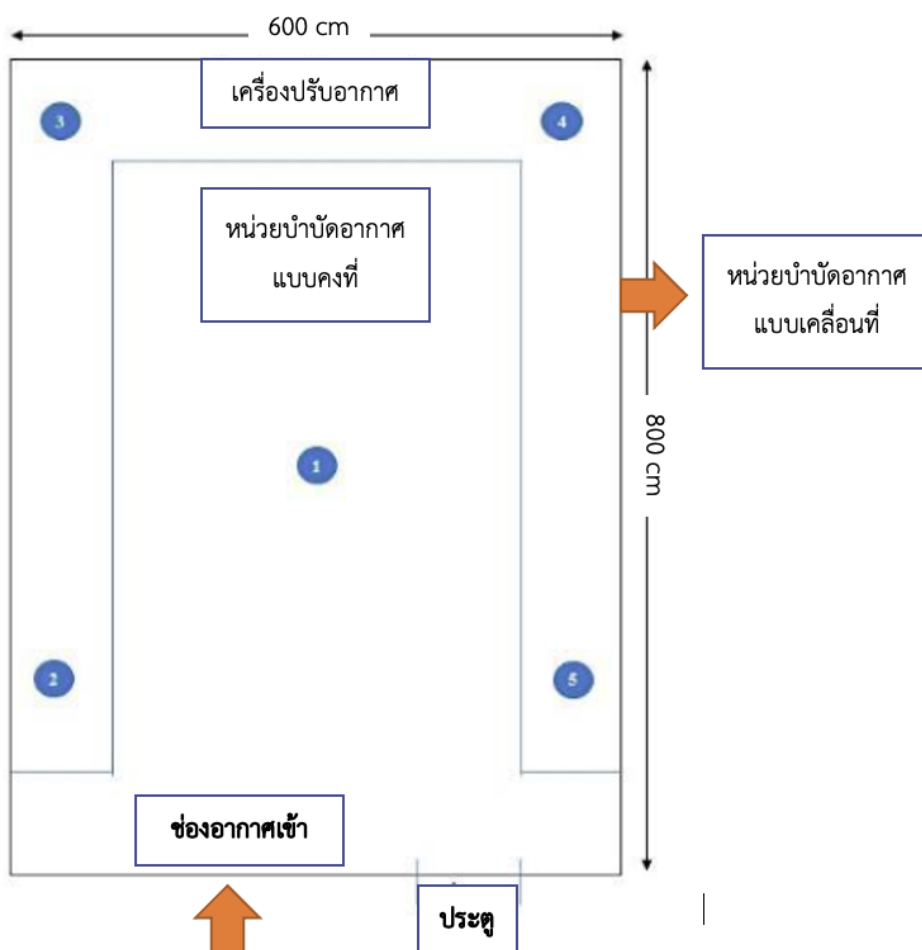 600 cm
เครื่องปรับอากาศ
3
4
หน่วยบำบัดอากาศ
แบบคงที่
หน่วยบำบัดอากาศ
แบบเคลื่อนที่
800 cm
1
2
5
ช่องอากาศเข้า
ประตู